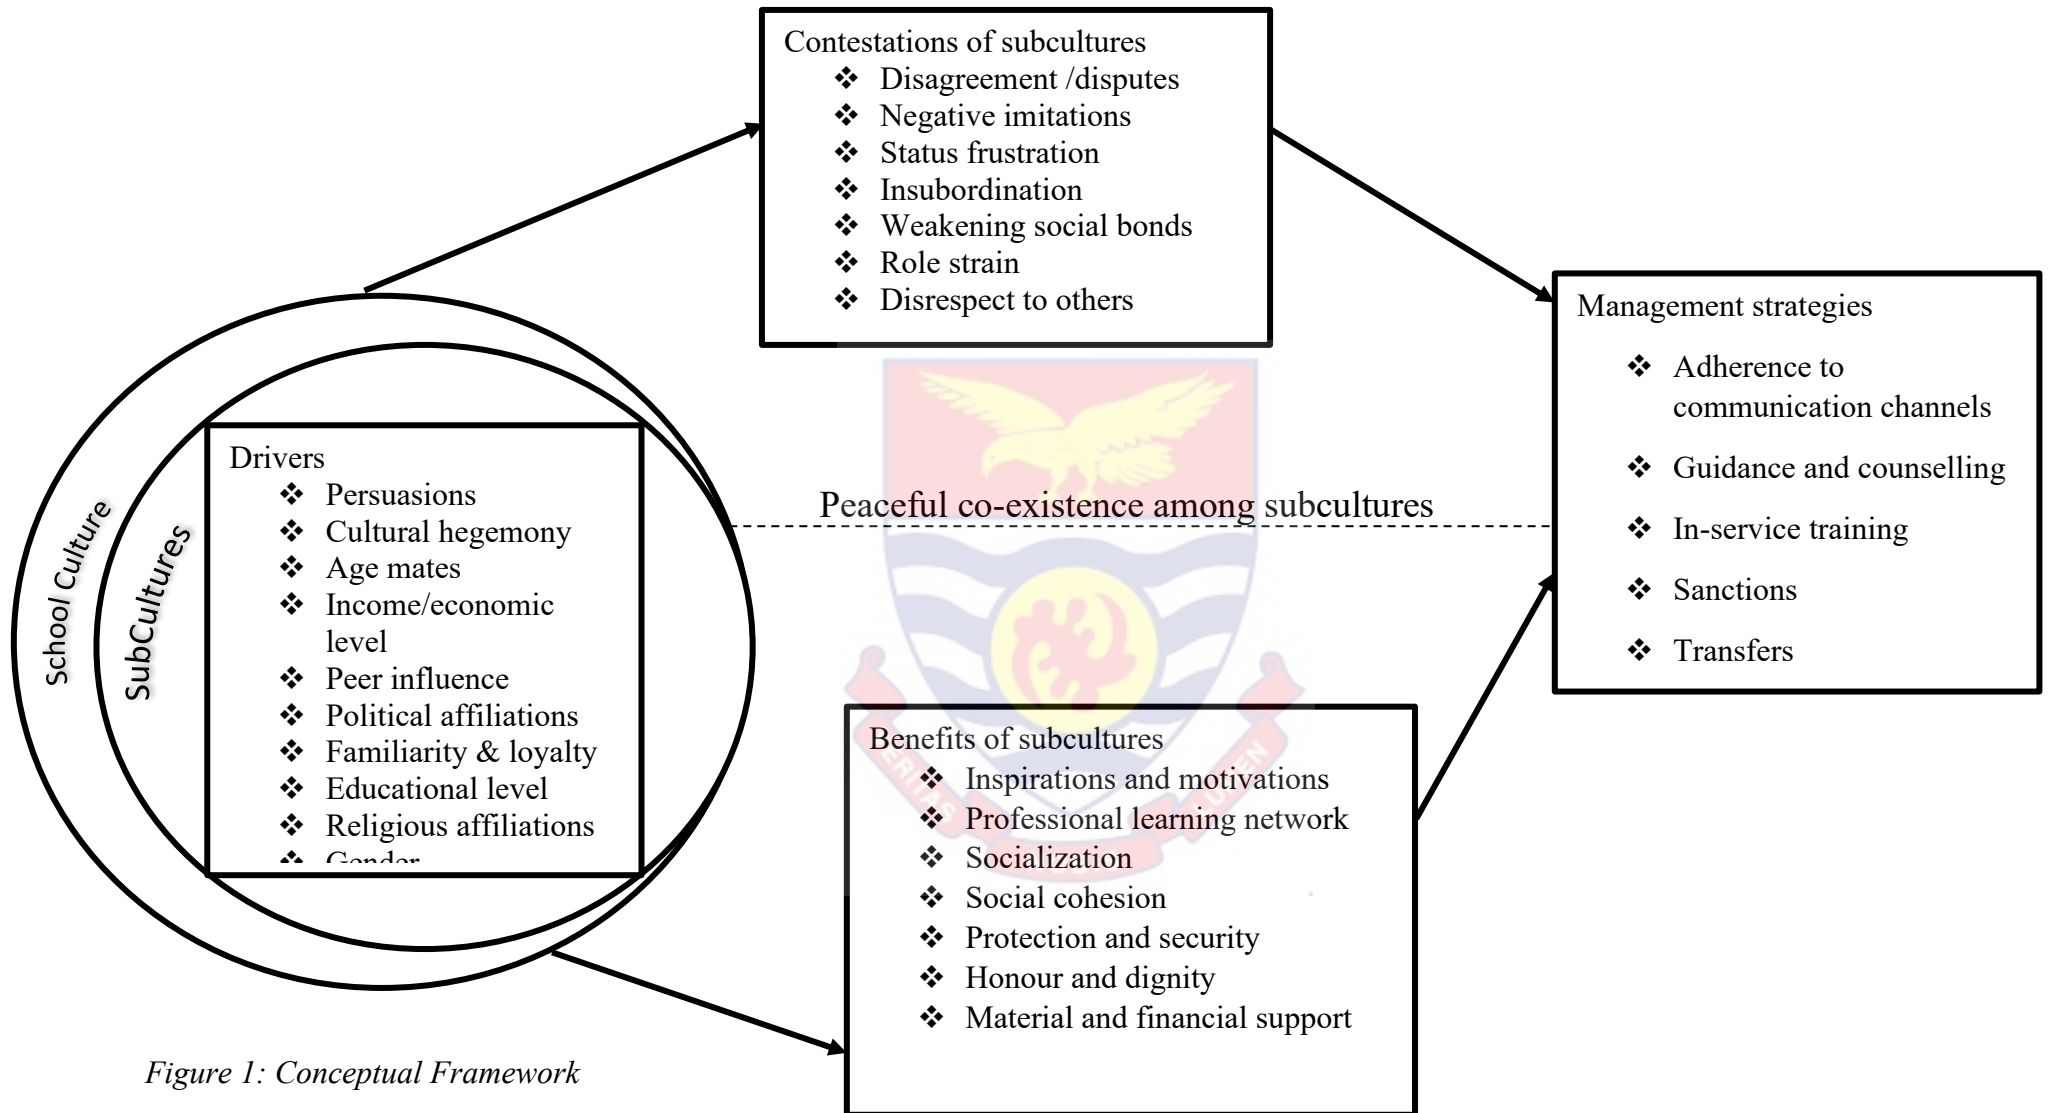 Contestations of subcultures
❖ Disagreement /disputes
❖ Negative imitations
❖ Status frustration
❖ Insubordination
❖ Weakening social bonds
❖ Role strain
❖ Disrespect to others
Management strategies
❖ Adherence to
communication channels
❖ Guidance and counselling
❖ In-service training
❖ Sanctions
❖ Transfers
School Culture
SubCultures
Drivers
❖ Persuasions
❖ Cultural hegemony
❖ Age mates
❖ Income/economic
level
❖ Peer influence
❖ Political affiliations
❖ Familiarity & loyalty
❖ Educational level
❖ Religious affiliations
❖ Gender
Peaceful co-existence among subcultures
Benefits of subcultures
❖ Inspirations and motivations
❖ Professional learning network
❖ Socialization
❖ Social cohesion
❖ Protection and security
❖ Honour and dignity
❖ Material and financial support
VERITAS
LUMEN
Figure 1: Conceptual Framework